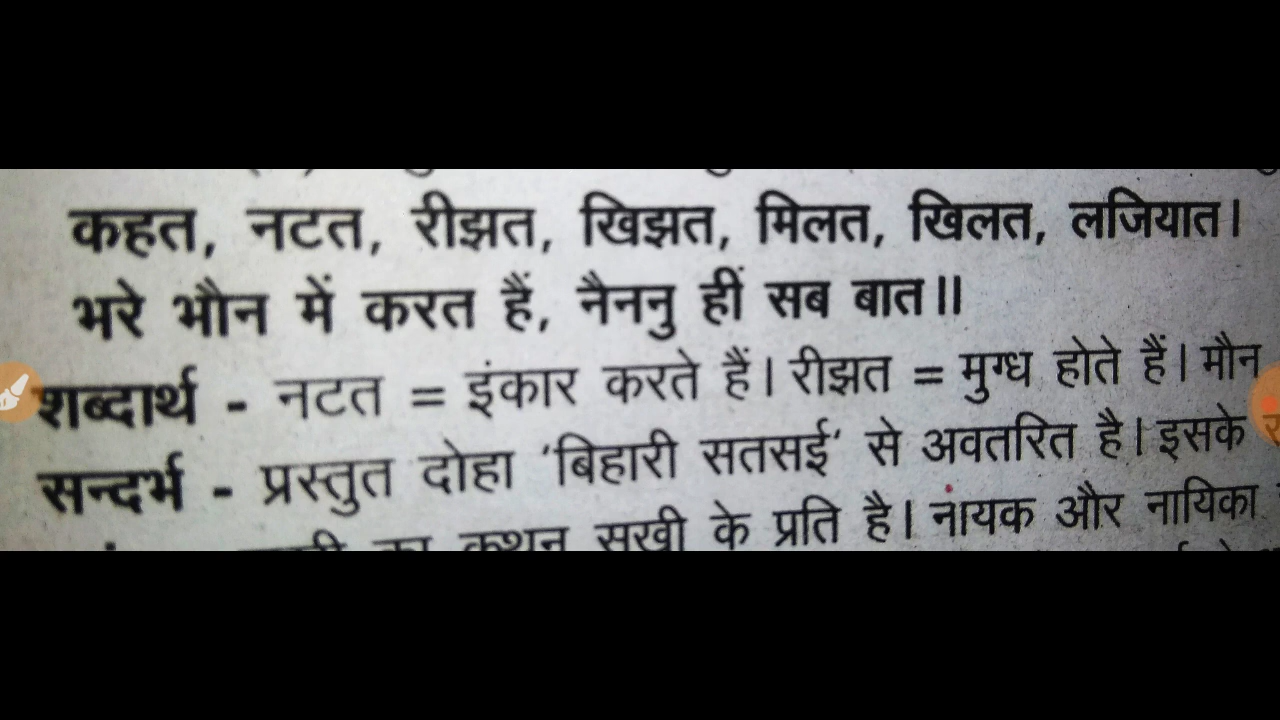 कहत, नटत, रीझत, खिझत, मिलत, खिलत, लजियात।
भरे भौन में करत हैं, नैननु हीं सब बात॥
शब्दार्थ - नटत = इंकार करते हैं। रीझत = मुग्ध होते हैं। मौन
सन्दर्भ - प्रस्तुत दोहा 'बिहारी सतसई' से अवतरित है। इसके
का कथन सखी के प्रति है। नायक और नायिका